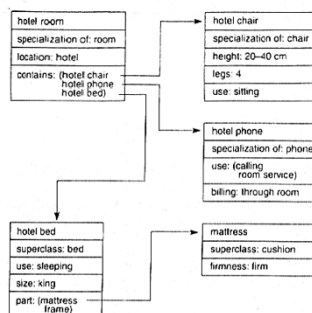 hotel room
specialization of: room
location: hotel
contains: (hotel chair
hotel phone
hotel bed)
hotel chair
specialization of: chair
height: 20–40 cm
legs: 4
use: sitting
hotel phone
specialization of: phone
use: (calling
room service)
billing: through room
hotel bed
superclass: bed
use: sleeping
size: king
part: (mattress
frame)
mattress
superclass: cushion
firmness: firm